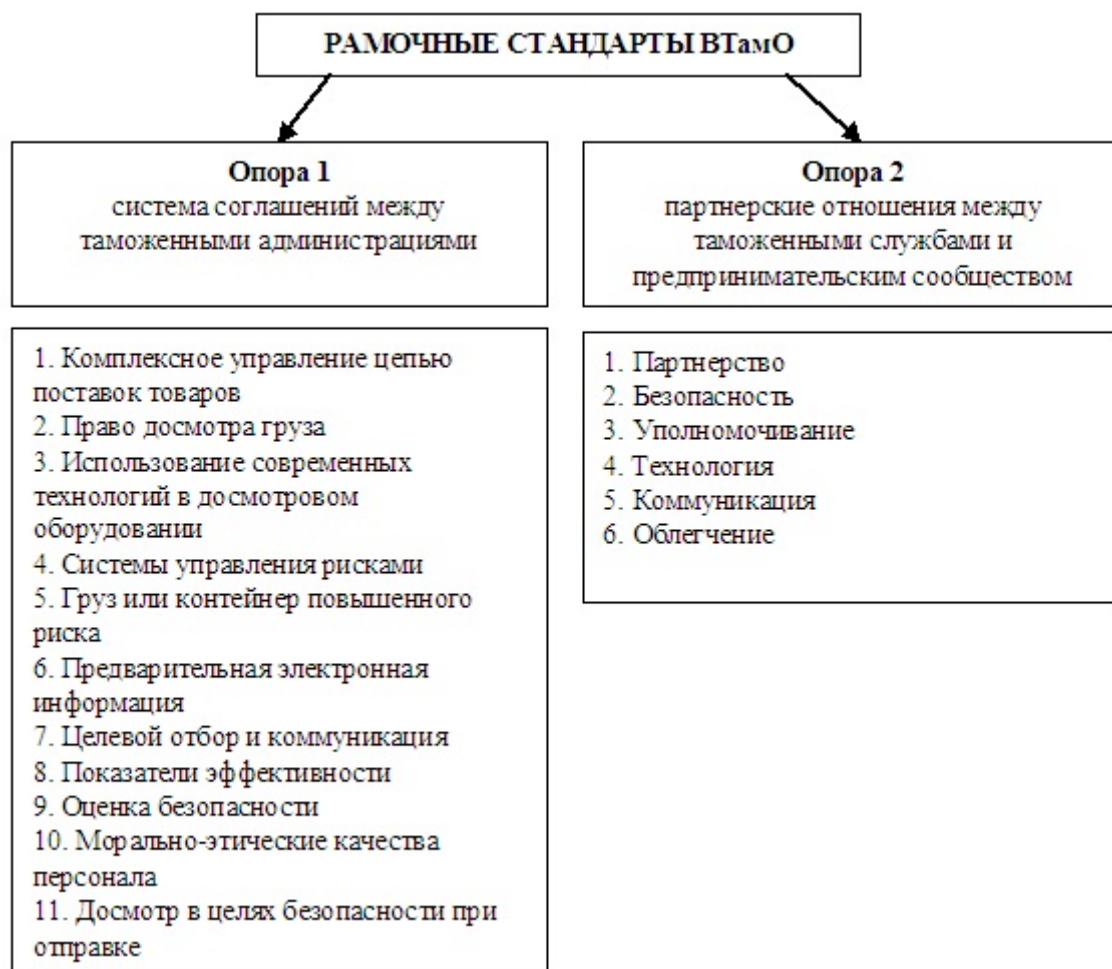 РАМОЧНЫЕ СТАНДАРТЫ ВТамО
Опора 1
система соглашений между
таможенными администрациями
Опора 2
партнерские отношения между
таможенными службами и
предпринимательским сообществом
1. Комплексное управление цепью
поставок товаров
2. Право досмотра груза
3. Использование современных
технологий в досмотровом
оборудовании
4. Системы управления рисками
5. Груз или контейнер повышенного
риска
6. Предварительная электронная
информация
7. Целевой отбор и коммуникация
8. Показатели эффективности
9. Оценка безопасности
10. Морально-этические качества
персонала
11. Досмотр в целях безопасности при
отправке
1. Партнерство
2. Безопасность
3. Уполномочивание
4. Технология
5. Коммуникация
6. Облегчение